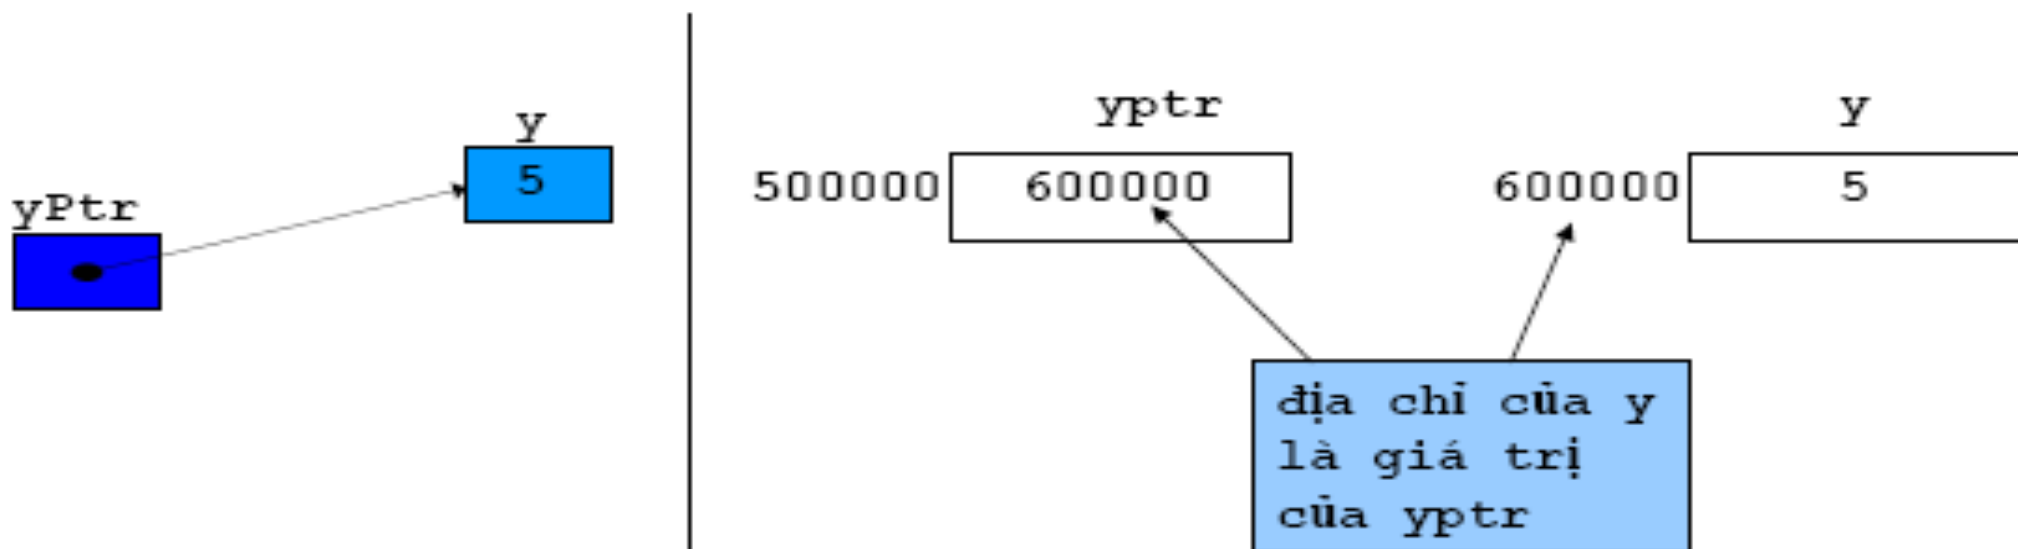 y
5
yPtr
yptr
y
500000 600000
600000 5
địa chỉ của y
là giá trị
của yptr